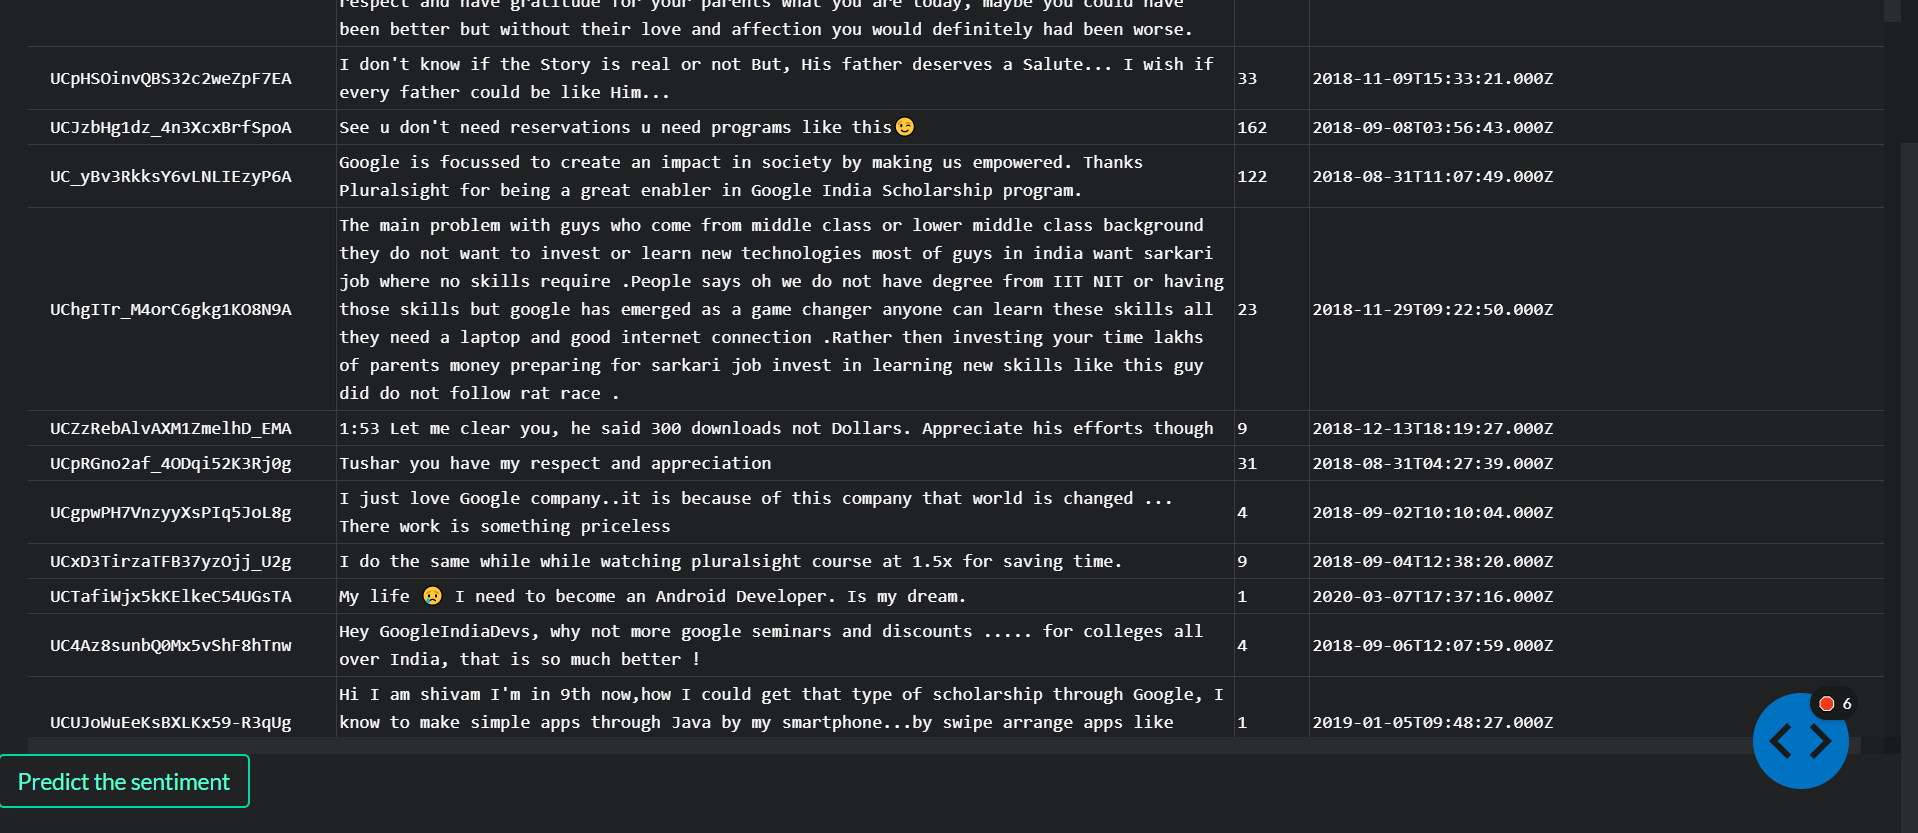 respect and have gratitude for your parents what you are today, maybe you could have
been better but without their love and affection you would definitely had been worse.
UCpHSOinvQBS32c2weZpF7EA
I don't know if the Story is real or not But, His father deserves a Salute... I wish if
every father could be like Him...
33
2018-11-09T15:33:21.000Z
UCJzbHg1dz_4n3XcxBrfSpoA
See u don't need reservations u need programs like this😉
162
2018-09-08T03:56:43.000Z
UC_yBv3RkksY6vLNLIEzyP6A
Google is focussed to create an impact in society by making us empowered. Thanks
Pluralsight for being a great enabler in Google India Scholarship program.
122
2018-08-31T11:07:49.000Z
UChgITr_M4orC6gkg1KO8N9A
The main problem with guys who come from middle class or lower middle class background
they do not want to invest or learn new technologies most of guys in india want sarkari
job where no skills require .People says oh we do not have degree from IIT NIT or having
those skills but google has emerged as a game changer anyone can learn these skills all
they need a laptop and good internet connection .Rather then investing your time lakhs
of parents money preparing for sarkari job invest in learning new skills like this guy
did do not follow rat race .
23
2018-11-29T09:22:50.000Z
UCZzRebAlvAXM1ZmelhD_EMA
1:53 Let me clear you, he said 300 downloads not Dollars. Appreciate his efforts though
9
2018-12-13T18:19:27.000Z
UCpRGno2af_4ODqi52K3Rj0g
Tushar you have my respect and appreciation
31
2018-08-31T04:27:39.000Z
UCgpwPH7VnzyyXsPIq5JoL8g
I just love Google company..it is because of this company that world is changed ...
There work is something priceless
4
2018-09-02T10:10:04.000Z
UCxD3TirzaTFB37yzOjj_U2g
I do the same while while watching pluralsight course at 1.5x for saving time.
9
2018-09-04T12:38:20.000Z
UCTafiWjx5kKElkeC54UGsTA
My life 😥 I need to become an Android Developer. Is my dream.
1
2020-03-07T17:37:16.000Z
UC4Az8sunbQ0Mx5vShF8hTnw
Hey GoogleIndiaDevs, why not more google seminars and discounts ..... for colleges all
over India, that is so much better !
4
2018-09-06T12:07:59.000Z
UCUJoWuEeKsBXLKx59-R3qUg
Hi I am shivam I'm in 9th now,how I could get that type of scholarship through Google, I
know to make simple apps through Java by my smartphone...by swipe arrange apps like
1
2019-01-05T09:48:27.000Z
6
Predict the sentiment